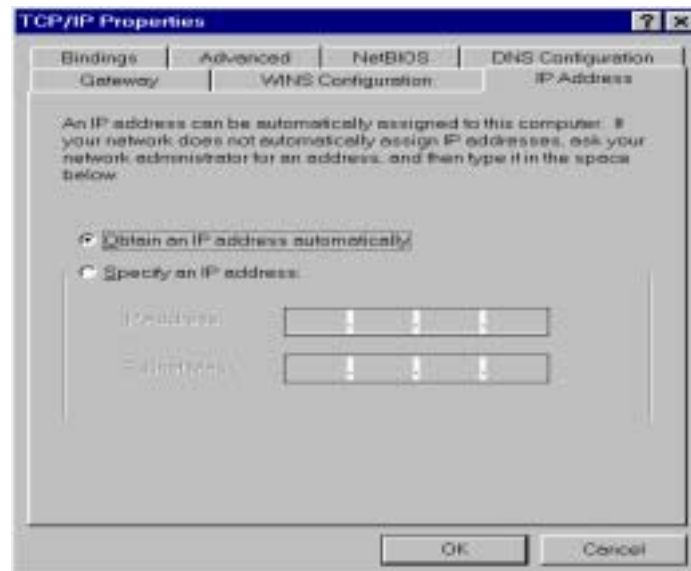 TCP/IP Properties
? ×
Bindings Advanced NetBIOS DNS Configuration
Gateway WINS Configuration IP Address
An IP address can be automatically assigned to this computer. If
your network does not automatically assign IP addresses, ask your
network administrator for an address, and then type it in the space
below.
Obtain an IP address automatically
Specify an IP address:
IP Address:
OK Cancel